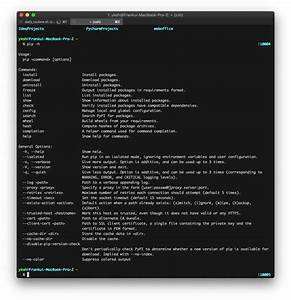 1. yksh@Frankui-MacBook-Pro-2: ~ (zsh)
IdeaProjects PycharmProjects weboffice
yksh@Frankui-MacBook-Pro-2 ~
$ pip -h
Usage:
pip <command> [options]
Commands:
install Install packages.
download Download packages.
uninstall Uninstall packages.
freeze Output installed packages in requirements format.
list List installed packages.
show Show information about installed packages.
check Verify installed packages have compatible dependencies.
config Manage local and global configuration.
search Search PyPI for packages.
wheel Build wheels from your requirements.
hash Compute hashes of package archives.
completion A helper command used for command completion.
help Show help for commands.
General Options:
-h, --help Show help.
--isolated Run pip in an isolated mode, ignoring environment variables and user configuration.
-v, --verbose Give more output. Option is additive, and can be used up to 3 times.
-V, --version Show version and exit.
-q, --quiet Give less output. Option is additive, and can be used up to 3 times (corresponding to
WARNING, ERROR, and CRITICAL logging levels).
--log <path> Path to a verbose appending log.
--proxy <proxy> Specify a proxy in the form [user:passwd@]proxy.server:port.
--retries <retries> Maximum number of retries each connection should attempt (default 5 times).
--timeout <sec> Set the socket timeout (default 15 seconds).
--exists-action <action> Default action when a path already exists: (s)witch, (i)gnore, (w)ipe, (b)ackup,
(a)bort.
--trusted-host <hostname> Mark this host as trusted, even though it does not have valid or any HTTPS.
--cert <path> Path to alternate CA bundle.
--client-cert <path> Path to SSL client certificate, a single file containing the private key and the
certificate in PEM format.
--cache-dir <dir> Store the cache data in <dir>.
--no-cache-dir Disable the cache.
--disable-pip-version-check
Don't periodically check PyPI to determine whether a new version of pip is available for
download. Implied with --no-index.
--no-color Suppress colored output
yksh@Frankui-MacBook-Pro-2 ~
$